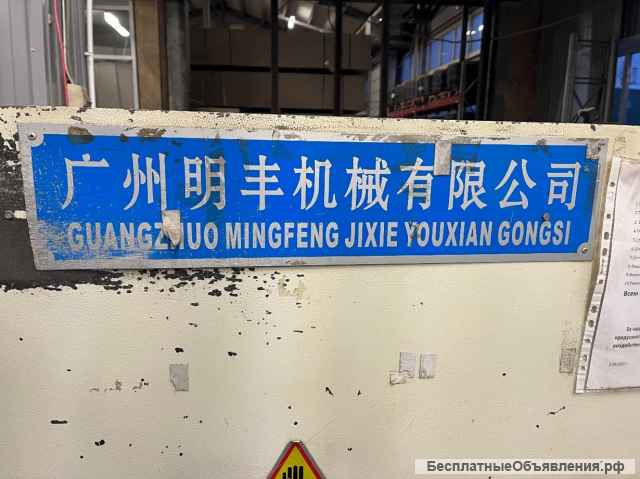 广州明丰机械有限公司
GUANGZHUO MINGFENG JIXIE YOUXIAN GONGSI
БесплатныеОбъявления.рф